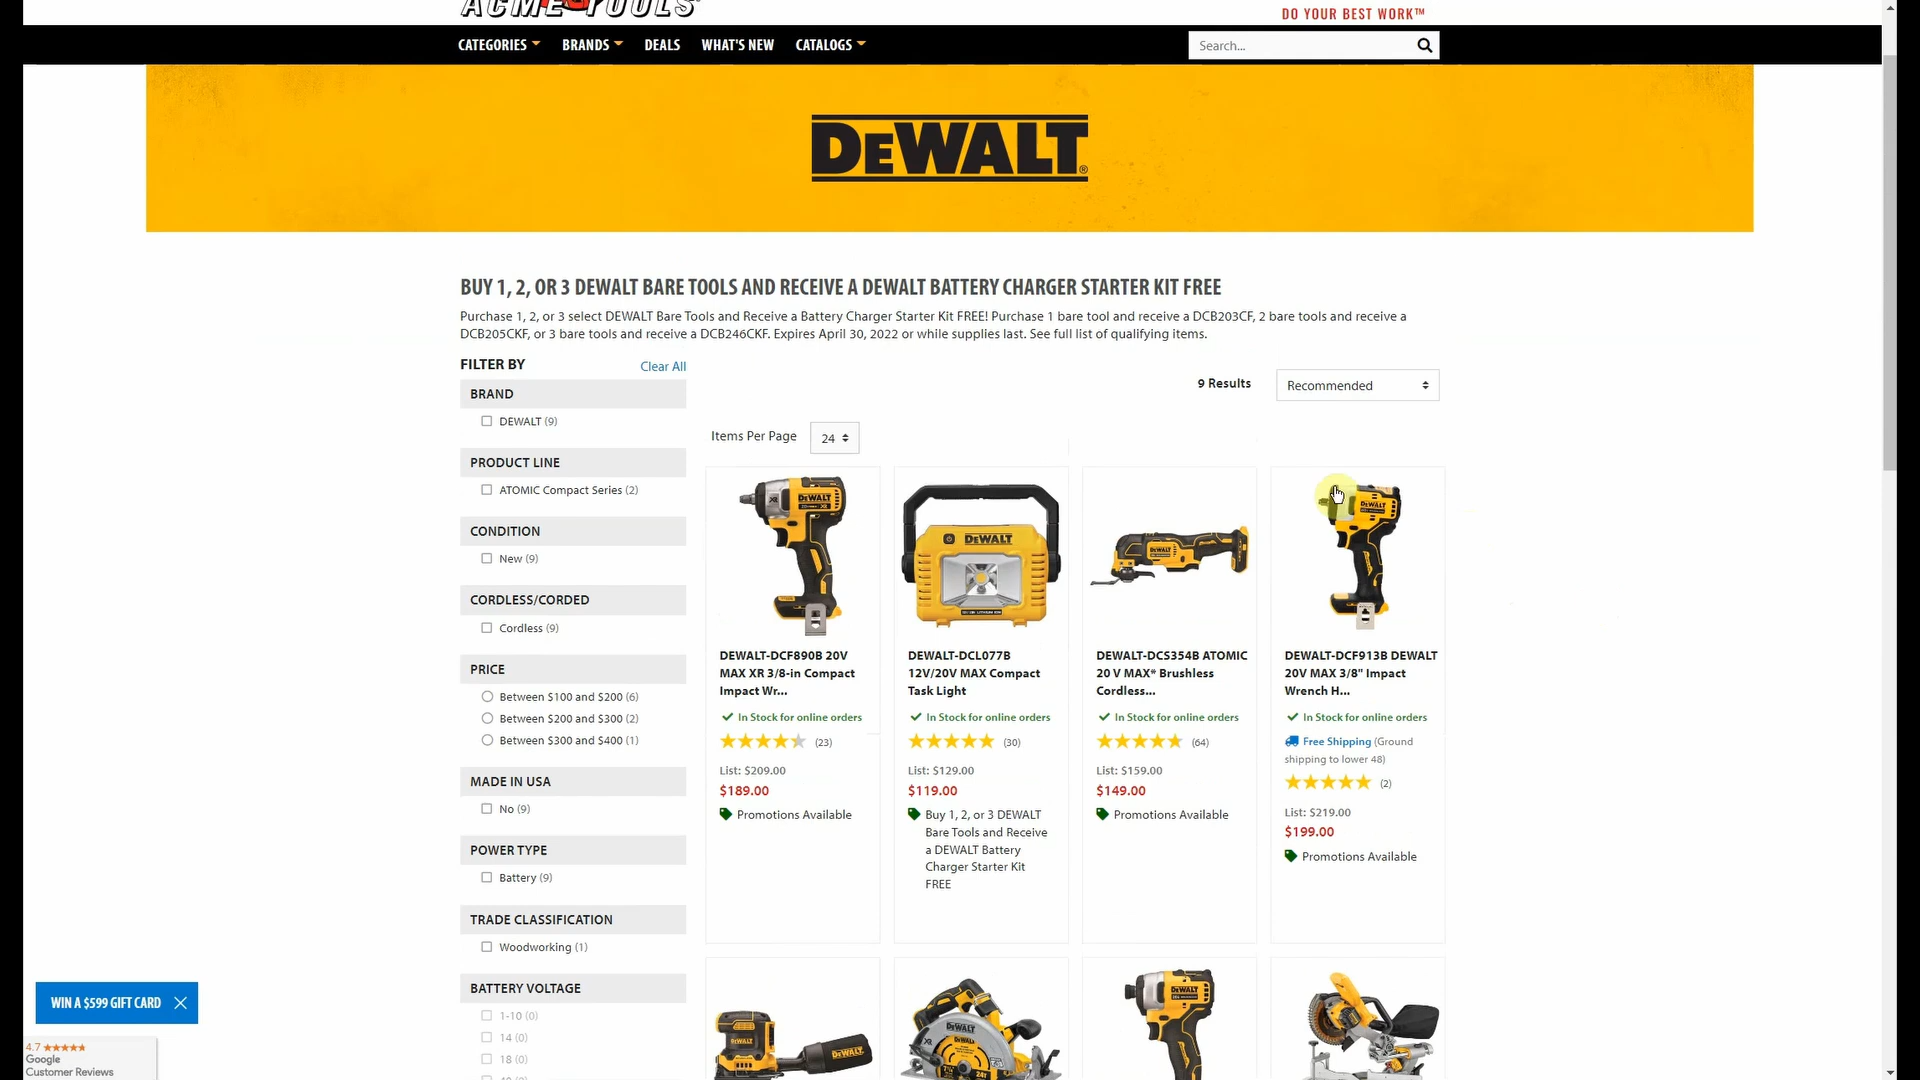 ACME TOOLS
DO YOUR BEST WORK™
CATEGORIES BRANDS DEALS WHAT'S NEW CATALOGS
Search...
DEWALT®
BUY 1, 2, OR 3 DEWALT BARE TOOLS AND RECEIVE A DEWALT BATTERY CHARGER STARTER KIT FREE
Purchase 1, 2, or 3 select DEWALT Bare Tools and Receive a Battery Charger Starter Kit FREE! Purchase 1 bare tool and receive a DCB203CF, 2 bare tools and receive a
DCB205CKF, or 3 bare tools and receive a DCB246CKF. Expires April 30, 2022 or while supplies last. See full list of qualifying items.
FILTER BY
Clear All
BRAND
DEWALT (9)
PRODUCT LINE
ATOMIC Compact Series (2)
CONDITION
New (9)
CORDLESS/CORDED
Cordless (9)
PRICE
Between $100 and $200 (6)
Between $200 and $300 (2)
Between $300 and $400 (1)
MADE IN USA
No (9)
POWER TYPE
Battery (9)
TRADE CLASSIFICATION
Woodworking (1)
BATTERY VOLTAGE
1-10 (0)
14 (0)
18 (0)
9 Results
Recommended
Items Per Page
24
DEWALT-DCF890B 20V
MAX XR 3/8-in Compact
Impact Wr...
In Stock for online orders
(23)
List: $209.00
$189.00
Promotions Available
DEWALT-DCL077B
12V/20V MAX Compact
Task Light
In Stock for online orders
(30)
List: $129.00
$119.00
Buy 1, 2, or 3 DEWALT
Bare Tools and Receive
a DEWALT Battery
Charger Starter Kit
FREE
DEWALT-DCS354B ATOMIC
20 V MAX* Brushless
Cordless...
In Stock for online orders
(64)
List: $159.00
$149.00
Promotions Available
DEWALT-DCF913B DEWALT
20V MAX 3/8" Impact
Wrench H...
In Stock for online orders
Free Shipping (Ground
shipping to lower 48)
(2)
List: $219.00
$199.00
Promotions Available
WIN A $599 GIFT CARD
4.7
Google
Customer Reviews